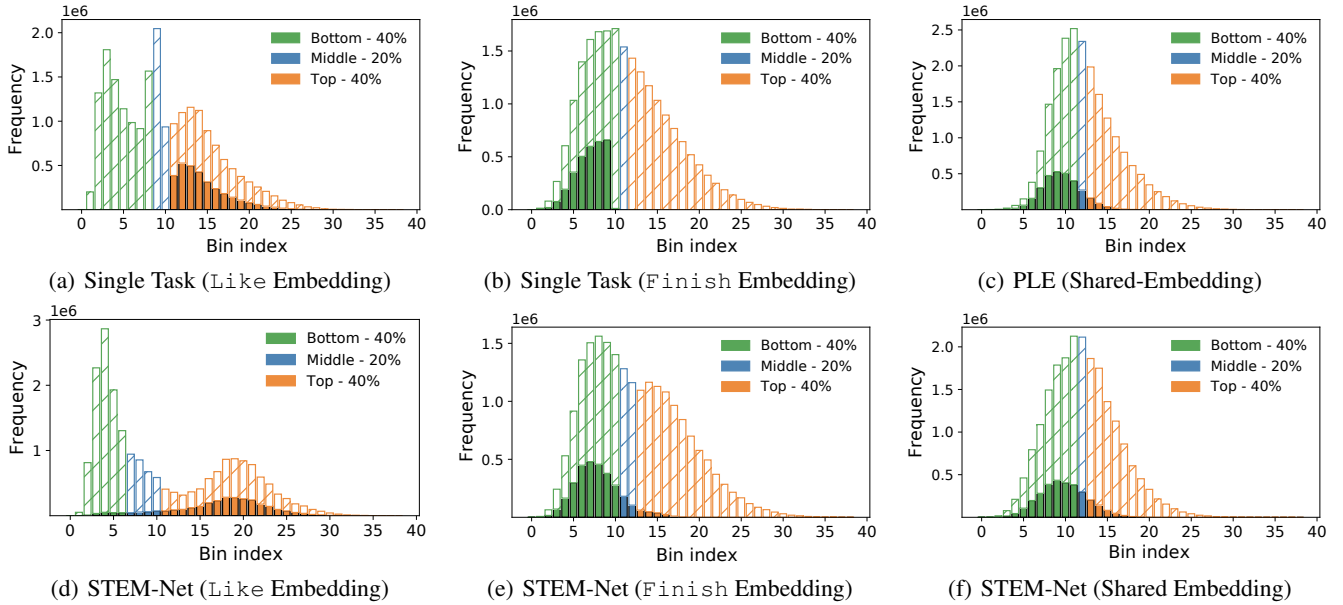 1e6
Frequency
2.0
1.5
1.0
0.5
Bottom - 40%
Middle - 20%
Top - 40%
0 5 10 15 20 25 30 35 40
Bin index
(a) Single Task (Like Embedding)
1e6
Frequency
1.5
1.0
0.5
0.0
Bottom - 40%
Middle - 20%
Top - 40%
0 5 10 15 20 25 30 35 40
Bin index
(b) Single Task (Finish Embedding)
1e6
Frequency
2.5
2.0
1.5
1.0
0.5
Bottom - 40%
Middle - 20%
Top - 40%
0 5 10 15 20 25 30 35 40
Bin index
(c) PLE (Shared-Embedding)
1e6
Frequency
3
2
1
Bottom - 40%
Middle - 20%
Top - 40%
0 5 10 15 20 25 30 35 40
Bin index
(d) STEM-Net (Like Embedding)
1e6
Frequency
1.5
1.0
0.5
Bottom - 40%
Middle - 20%
Top - 40%
0 5 10 15 20 25 30 35 40
Bin index
(e) STEM-Net (Finish Embedding)
1e6
Frequency
2.0
1.5
1.0
0.5
Bottom - 40%
Middle - 20%
Top - 40%
0 5 10 15 20 25 30 35 40
Bin index
(f) STEM-Net (Shared Embedding)